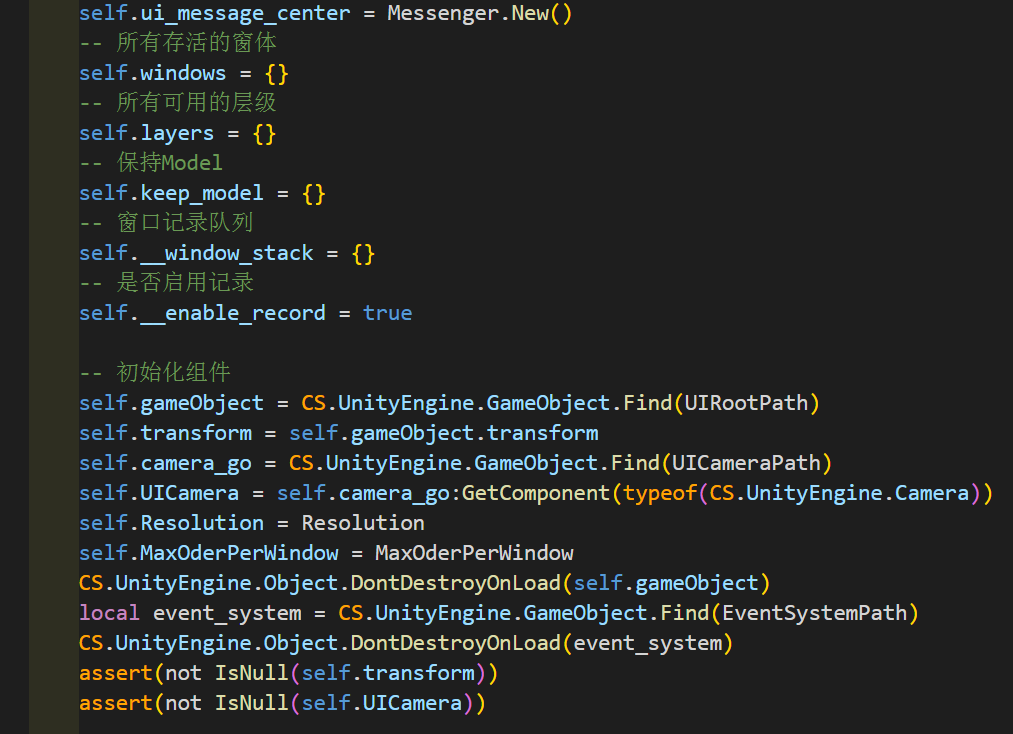 self.ui_message_center = Messenger.New()
-- 所有存活的窗体
self.windows = {}
-- 所有可用的层级
self.layers = {}
-- 保持Model
self.keep_model = {}
-- 窗口记录队列
self.__window_stack = {}
-- 是否启用记录
self.__enable_record = true
-- 初始化组件
self.gameObject = CS.UnityEngine.GameObject.Find(UIRootPath)
self.transform = self.gameObject.transform
self.camera_go = CS.UnityEngine.GameObject.Find(UICameraPath)
self.UICamera = self.camera_go:GetComponent(typeof(CS.UnityEngine.Camera))
self.Resolution = Resolution
self.MaxOderPerWindow = MaxOderPerWindow
CS.UnityEngine.Object.DontDestroyOnLoad(self.gameObject)
local event_system = CS.UnityEngine.GameObject.Find(EventSystemPath)
CS.UnityEngine.Object.DontDestroyOnLoad(event_system)
assert(not IsNull(self.transform))
assert(not IsNull(self.UICamera))